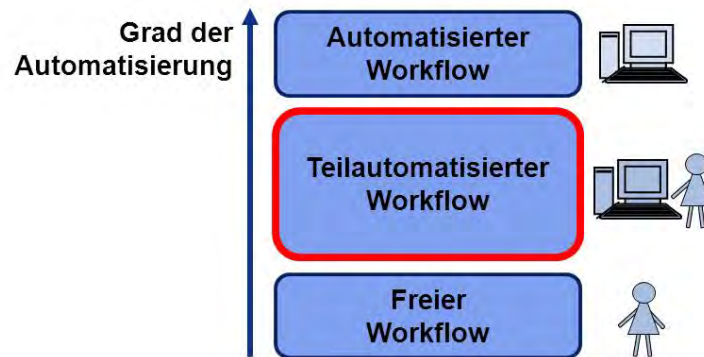 Grad der
Automatisierung
Automatisierter
Workflow
Teilautomatisierter
Workflow
Freier
Workflow